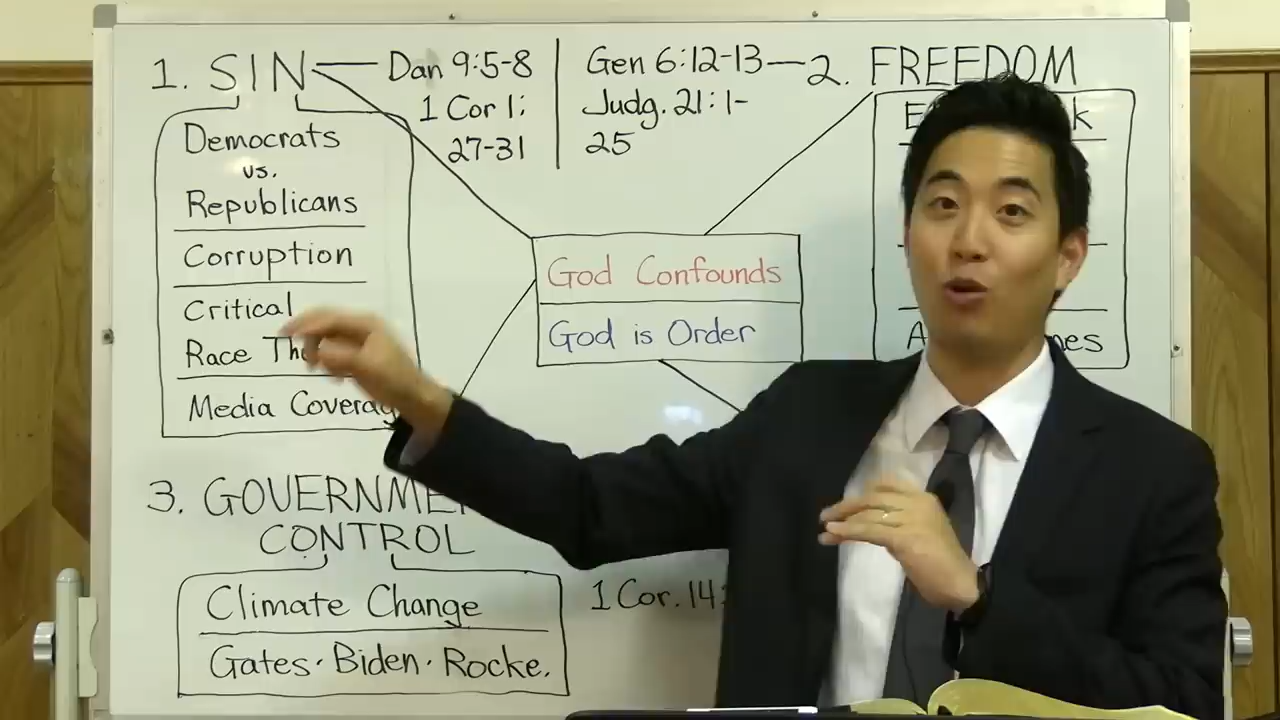 1. SIN
Dan 9:5-8
1 Cor 1:
27-31
Gen 6:12-13
Judg. 21:1-
25
2. FREEDOM
Democrats
vs.
Republicans
Corruption
Critical
Race
Media Coverag
God Confounds
God is Order
3. GOVERNME
CONTROL
Climate Change
Gates · Biden · Rocke.
1 Cor. 14: